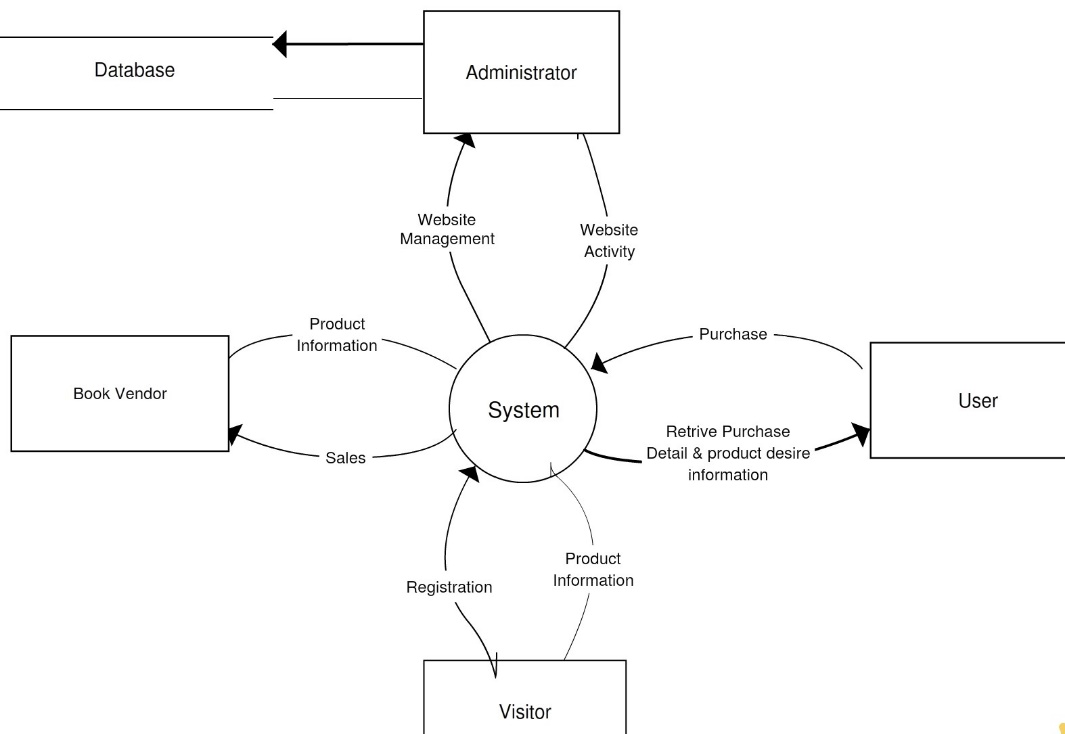 Database
Administrator
Website
Management
Website
Activity
Product
Information
Purchase
Book Vendor
System
User
Sales
Retrive Purchase
Detail & product desire
information
Registration
Product
Information
Visitor